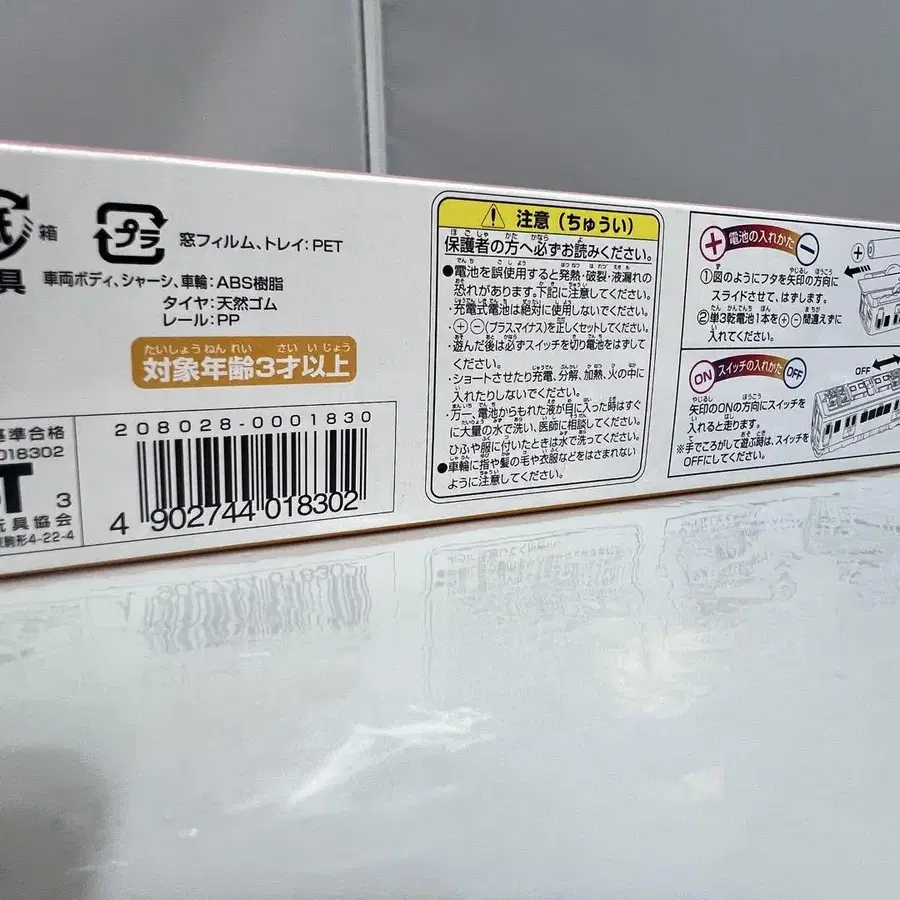 箱
プラ
窓フィルム、トレイ:PET
具
車両ボディ、シャーシ、車輪:ABS樹脂
タイヤ:天然ゴム
レール:PP
たいしょうねんれい さいいじょう
対象年齢3才以上
基準合格
018302
ST 3
玩具協会
駒形4-22-4
208028-0001830
4 902744 018302
注意(ちゅうい)
保護者の方へ必ずお読みください。
●電池を誤使用すると発熱・破裂・液漏れの
恐れがあります。下記に注意してください。
・充電式電池は絶対に使用しないでください。
・⊕⊖(プラス、マイナス)を正しくセットしてください。
・遊んだ後は必ずスイッチを切り電池をはずして
ください。
・ショートさせたり充電、分解、加熱、火の中に
入れたりしないでください。
・万一、電池からもれた液が目に入った時はすぐ
に大量の水で洗い、医師に相談してください。
ひふや服に付いたときは水で洗ってください。
●車輪に指や髪の毛や衣服などをはさまれない
ように注意してください。
+ 電池の入れかた −
①図のようにフタを矢印の方向に
スライドさせて、はずします。
②単3乾電池1本を⊕⊖間違えずに
入れてください。
ON スイッチの入れかた OFF
矢印のONの方向にスイッチを
入れると走ります。
※手でころがして遊ぶ時は、スイッチを
OFFにしてください。
OFF